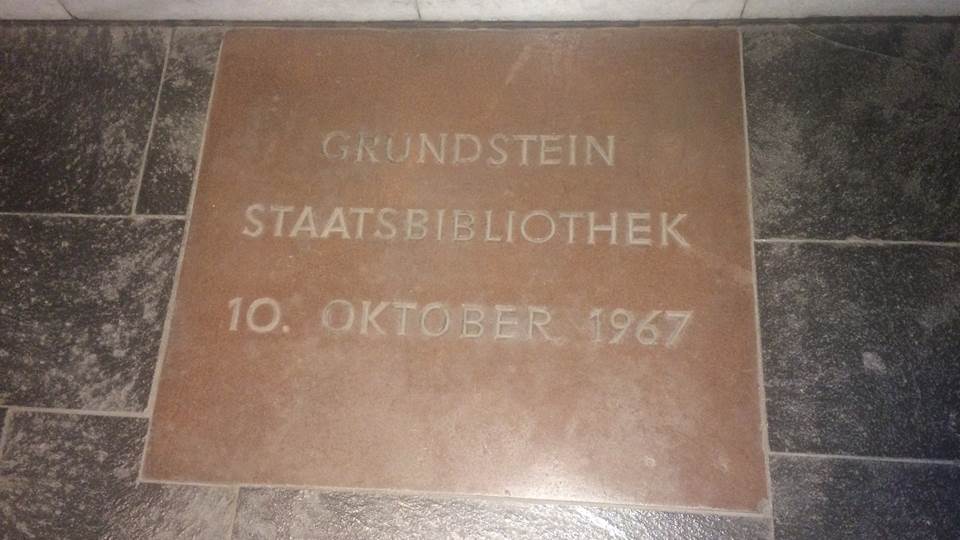 GRUNDSTEIN
STAATSBIBLIOTHEK
10. OKTOBER 1967